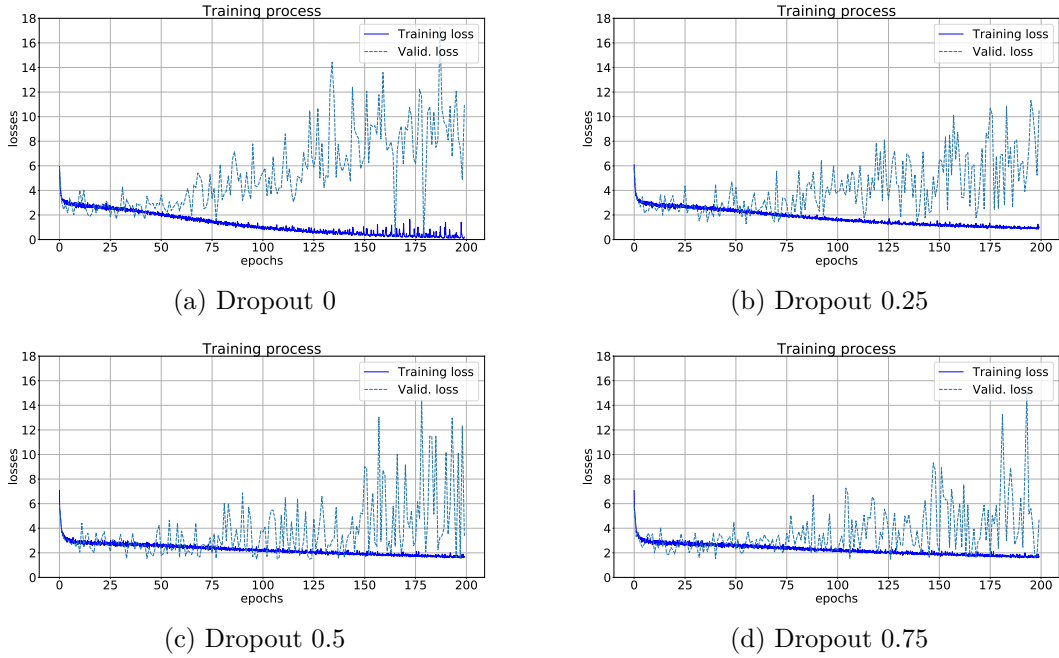 Training process
Training loss
Valid. loss
losses
18
16
14
12
10
8
6
4
2
0
0 25 50 75 100 125 150 175 200
epochs
(a) Dropout 0
Training process
Training loss
Valid. loss
losses
18
16
14
12
10
8
6
4
2
0
0 25 50 75 100 125 150 175 200
epochs
(b) Dropout 0.25
Training process
Training loss
Valid. loss
losses
18
16
14
12
10
8
6
4
2
0
0 25 50 75 100 125 150 175 200
epochs
(c) Dropout 0.5
Training process
Training loss
Valid. loss
losses
18
16
14
12
10
8
6
4
2
0
0 25 50 75 100 125 150 175 200
epochs
(d) Dropout 0.75